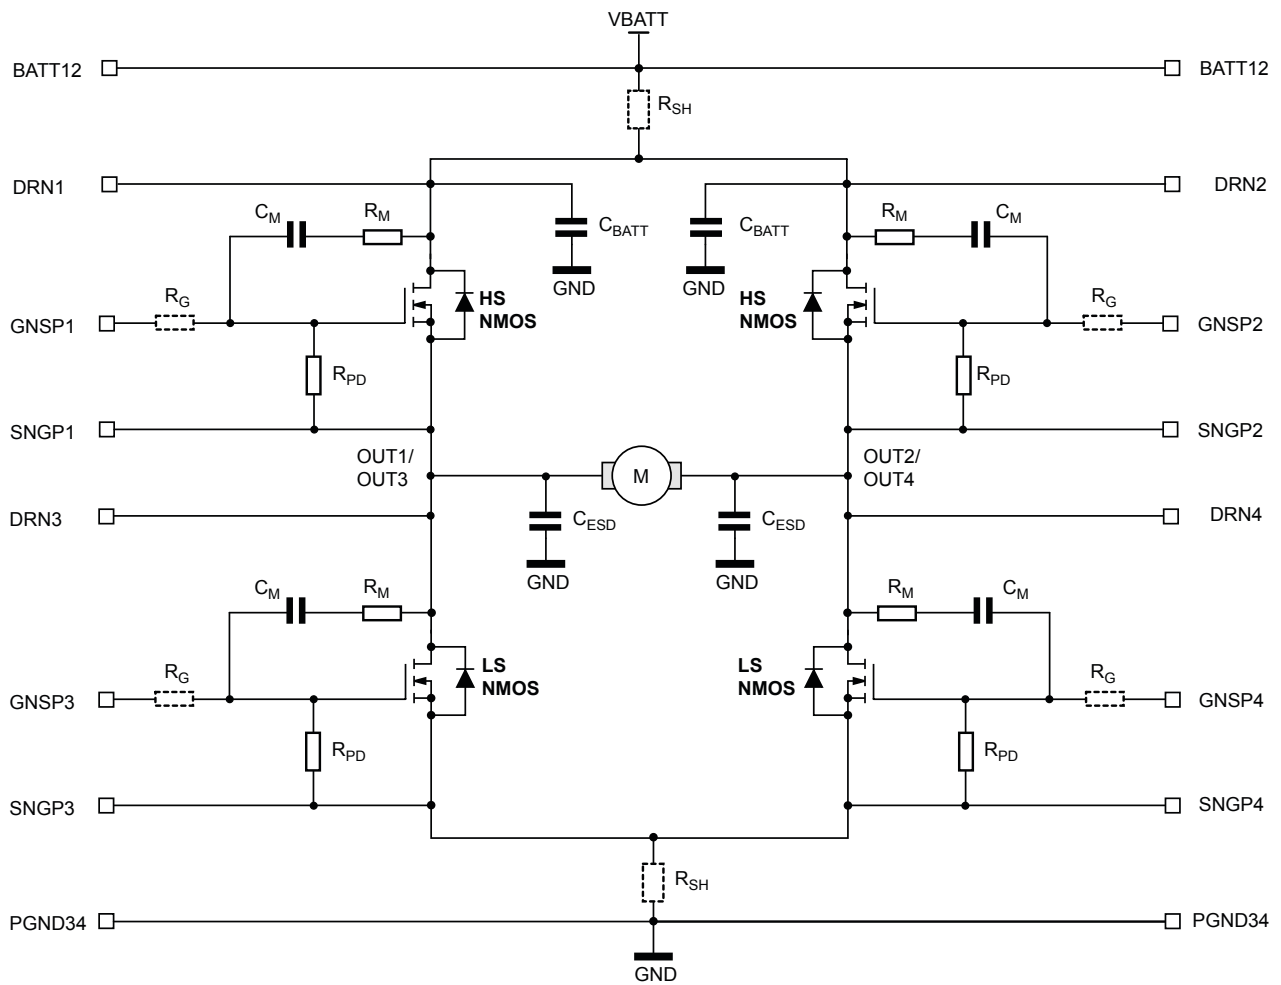 VBATT
BATT12
BATT12
RSH
DRN1
DRN2
CM
RM
CBATT
CBATT
RM
CM
GND
GND
RG
HS
NMOS
HS
NMOS
RG
GNSP1
GNSP2
RPD
RPD
SNGP1
SNGP2
OUT1/
OUT3
M
OUT2/
OUT4
DRN3
DRN4
CESD
CESD
GND
GND
CM
RM
RM
CM
RG
LS
NMOS
LS
NMOS
RG
GNSP3
GNSP4
RPD
RPD
SNGP3
SNGP4
RSH
PGND34
PGND34
GND